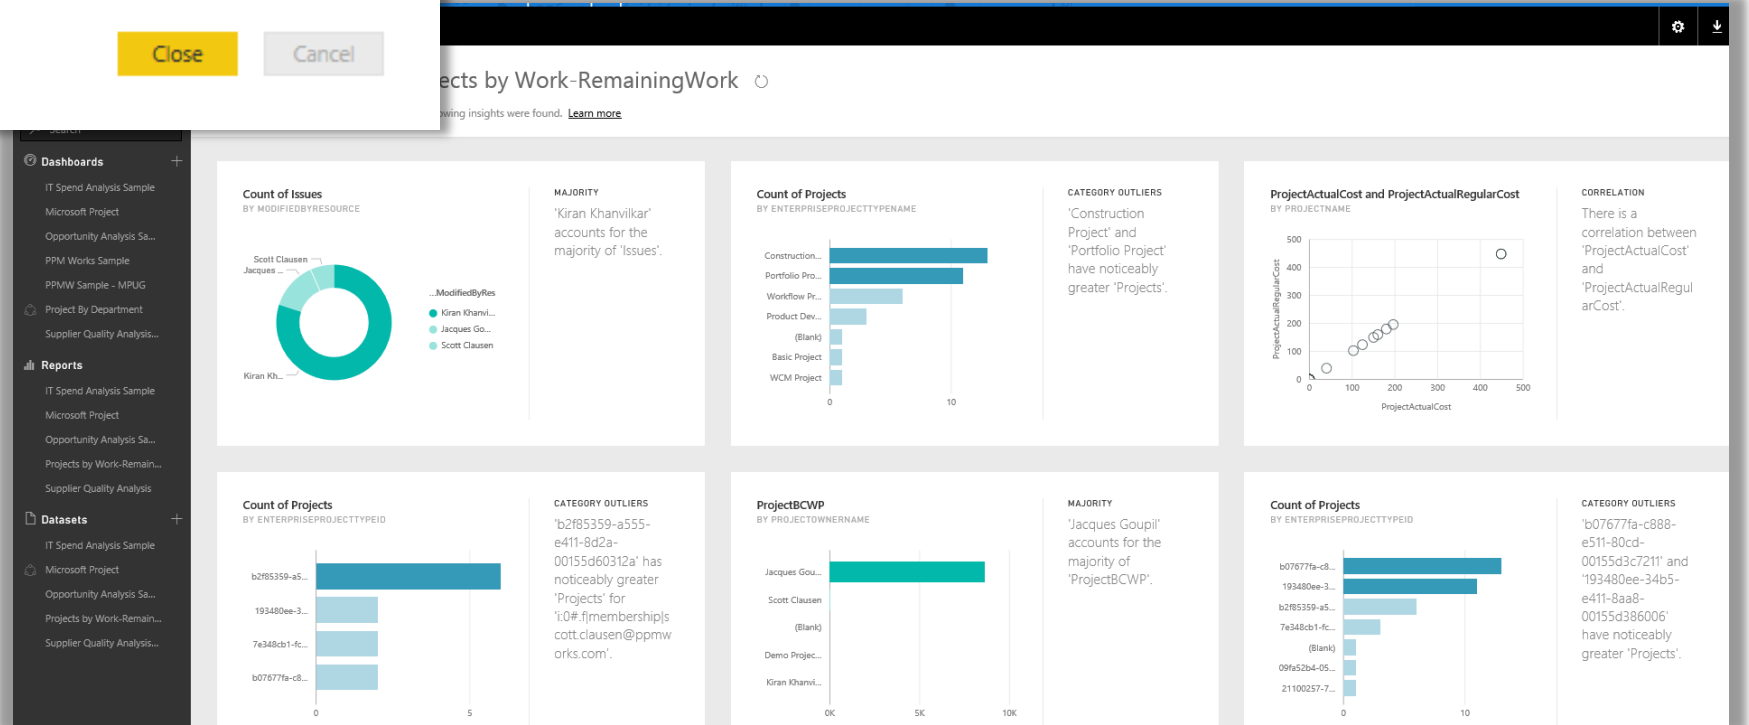 Close
Cancel
ects by Work-RemainingWork
owing insights were found. Learn more
Search
Dashboards
IT Spend Analysis Sample
Microsoft Project
Opportunity Analysis Sa...
PPM Works Sample
PPMW Sample - MPUG
Project By Department
Supplier Quality Analysis...
Reports
IT Spend Analysis Sample
Microsoft Project
Opportunity Analysis Sa...
Projects by Work-Remain...
Supplier Quality Analysis
Datasets
IT Spend Analysis Sample
Microsoft Project
Opportunity Analysis Sa...
Projects by Work-Remain...
Supplier Quality Analysis...
Count of Issues
BY MODIFIEDBYRESOURCE
Scott Clausen
Jacques ...
Kiran Kh...
...ModifiedByRes
Kiran Khanvi...
Jacques Go...
Scott Clausen
MAJORITY
'Kiran Khanvilkar'
accounts for the
majority of 'Issues'.
Count of Projects
BY ENTERPRISEPROJECTTYPENAME
Construction...
Portfolio Pro...
Workflow Pr...
Product Dev...
(Blank)
Basic Project
WCM Project
0 10
CATEGORY OUTLIERS
'Construction
Project' and
'Portfolio Project'
have noticeably
greater 'Projects'.
ProjectActualCost and ProjectActualRegularCost
BY PROJECTNAME
ProjectActualRegularCost
500
400
300
200
100
0
0 100 200 300 400 500
ProjectActualCost
CORRELATION
There is a
correlation between
'ProjectActualCost'
and
'ProjectActualRegul
arCost'.
Count of Projects
BY ENTERPRISEPROJECTTYPEID
b2f85359-a5...
193480ee-3...
7e348cb1-fc...
b07677fa-c8...
0 5
CATEGORY OUTLIERS
'b2f85359-a555-
e411-8d2a-
00155d60312a' has
noticeably greater
'Projects' for
'i:0#.f|membership|s
cott.clausen@ppmw
orks.com'.
ProjectBCWP
BY PROJECTOWNERNAME
Jacques Gou...
Scott Clausen
(Blank)
Demo Projec...
Kiran Khanvi...
0K 5K 10K
MAJORITY
'Jacques Goupil'
accounts for the
majority of
'ProjectBCWP'.
Count of Projects
BY ENTERPRISEPROJECTTYPEID
b07677fa-c8...
193480ee-3...
b2f85359-a5...
7e348cb1-fc...
(Blank)
09fa52b4-05...
21100257-7...
0 10
CATEGORY OUTLIERS
'b07677fa-c888-
e511-80cd-
00155d3c7211' and
'193480ee-34b5-
e411-8aa8-
00155d386006'
have noticeably
greater 'Projects'.